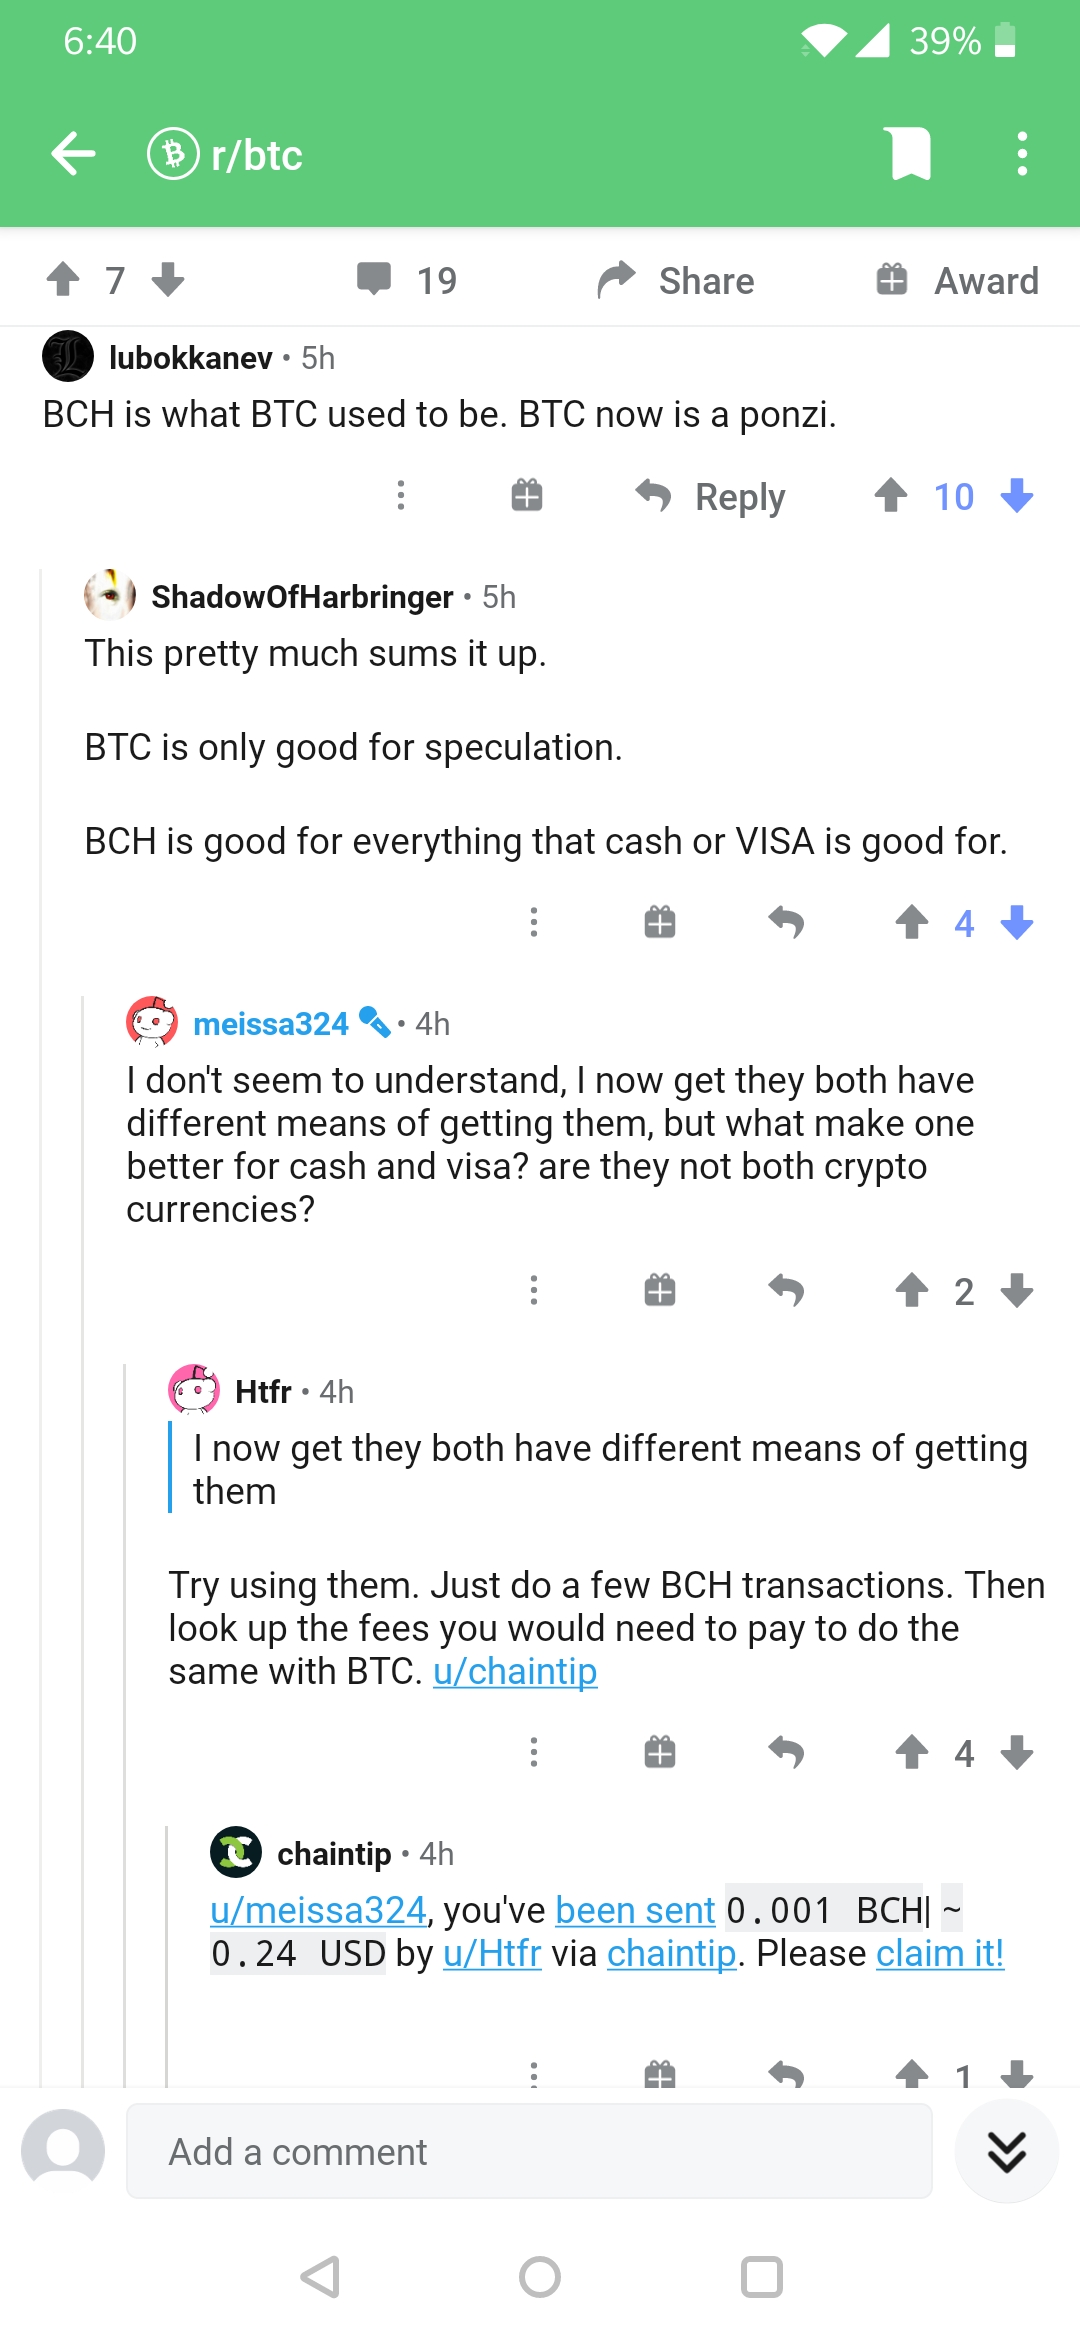 6:40
39%
r/btc
7
19
Share
Award
lubokkanev • 5h
BCH is what BTC used to be. BTC now is a ponzi.
Reply
10
ShadowOfHarbringer • 5h
This pretty much sums it up.
BTC is only good for speculation.
BCH is good for everything that cash or VISA is good for.
4
meissa324 • 4h
I don't seem to understand, I now get they both have
different means of getting them, but what make one
better for cash and visa? are they not both crypto
currencies?
2
Htfr • 4h
I now get they both have different means of getting
them
Try using them. Just do a few BCH transactions. Then
look up the fees you would need to pay to do the
same with BTC. u/chaintip
4
chaintip • 4h
u/meissa324, you've been sent 0.001 BCH| ~
0.24 USD by u/Htfr via chaintip. Please claim it!
1
Add a comment